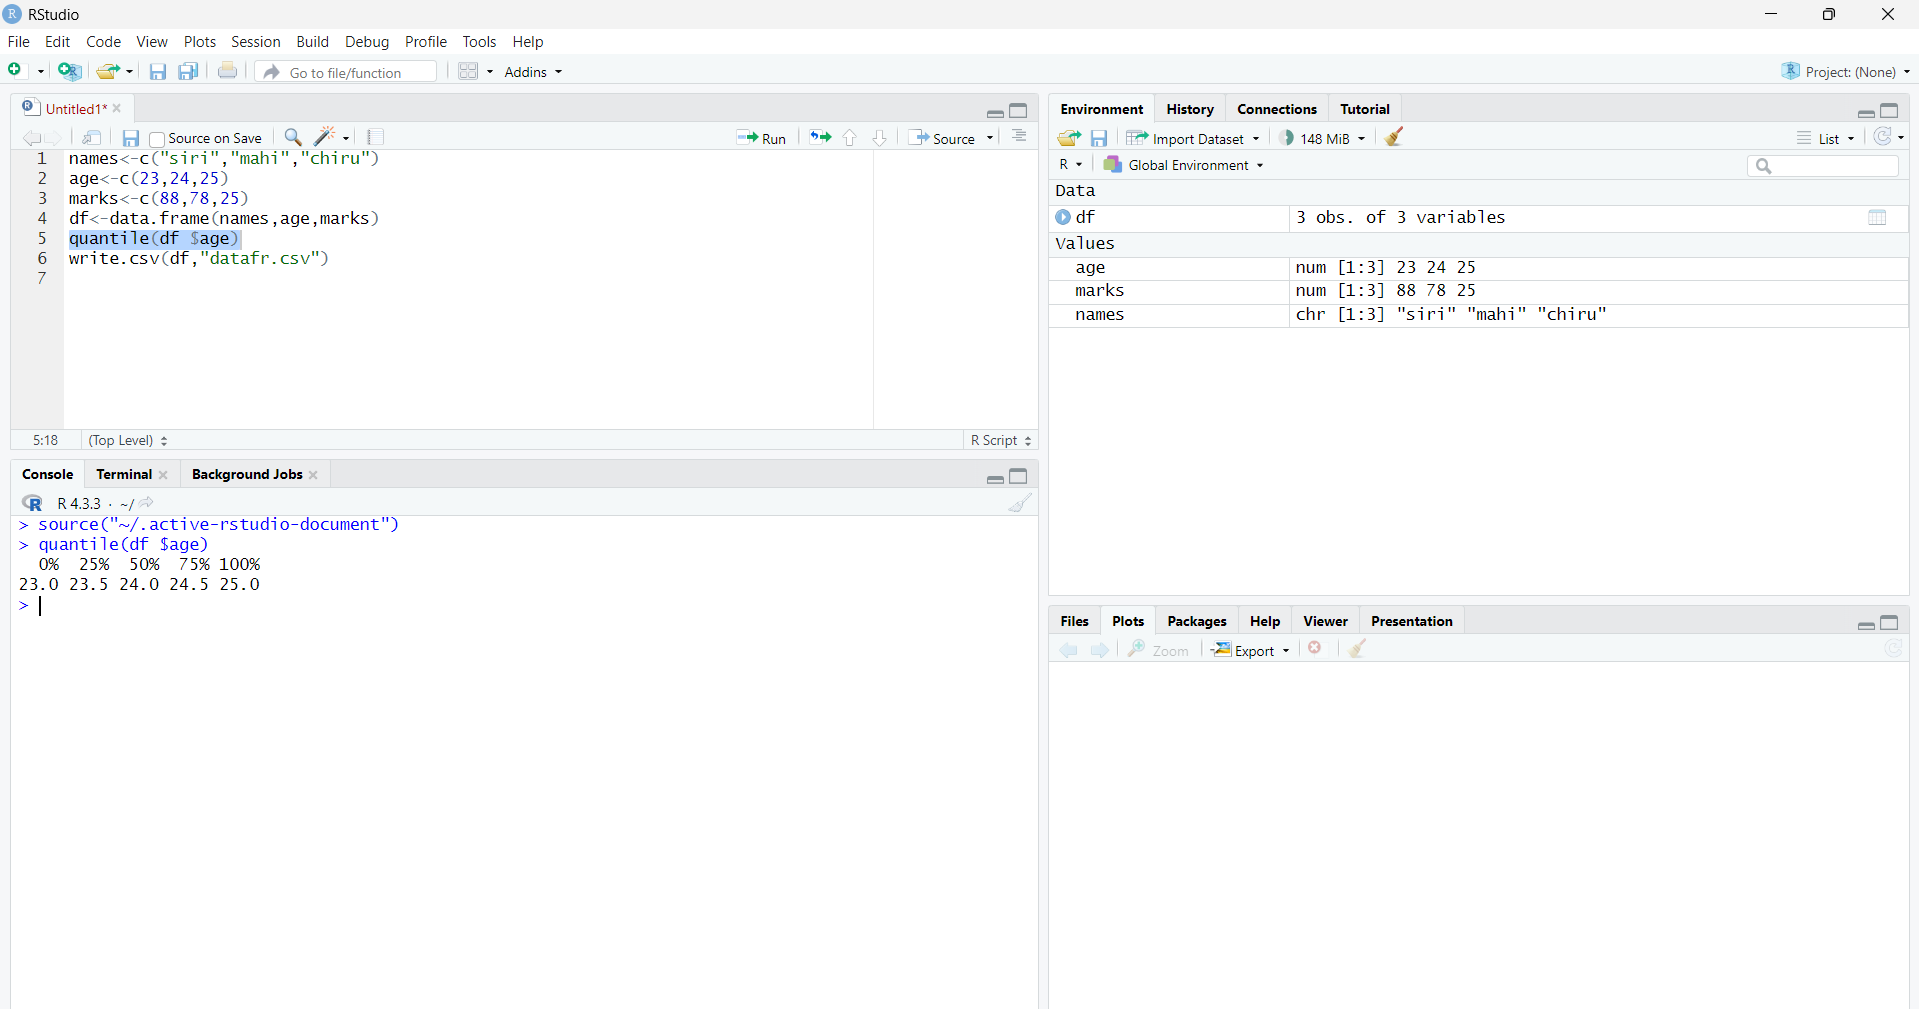 RStudio
File Edit Code View Plots Session Build Debug Profile Tools Help
Go to file/function Addins Project: (None)
Untitled1*
Source on Save Run Source
1 names<-c("siri","mahi","chiru")
2 age<-c(23,24,25)
3 marks<-c(88,78,25)
4 df<-data.frame(names,age,marks)
5 quantile(df $age)
6 write.csv(df,"datafr.csv")
7
5:18 (Top Level) R Script
Console Terminal Background Jobs
R 4.3.3 · ~/
> source("~/.active-rstudio-document")
> quantile(df $age)
0% 25% 50% 75% 100%
23.0 23.5 24.0 24.5 25.0
>
Environment History Connections Tutorial
Import Dataset 148 MiB List
R Global Environment
Data
df 3 obs. of 3 variables
Values
age num [1:3] 23 24 25
marks num [1:3] 88 78 25
names chr [1:3] "siri" "mahi" "chiru"
Files Plots Packages Help Viewer Presentation
Zoom Export